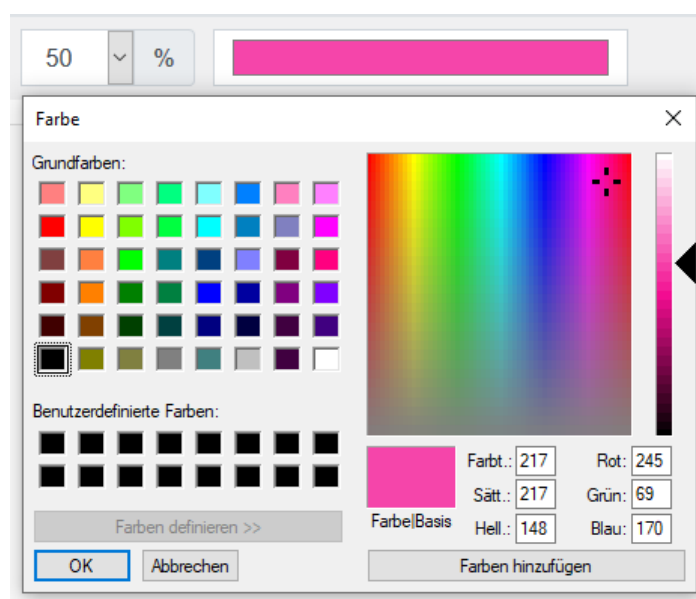 50 %
Farbe
Grundfarben:
Benutzerdefinierte Farben:
Farben definieren >>
OK Abbrechen
Farbe|Basis
Farbt.: 217 Rot: 245
Sätt.: 217 Grün: 69
Hell.: 148 Blau: 170
Farben hinzufügen